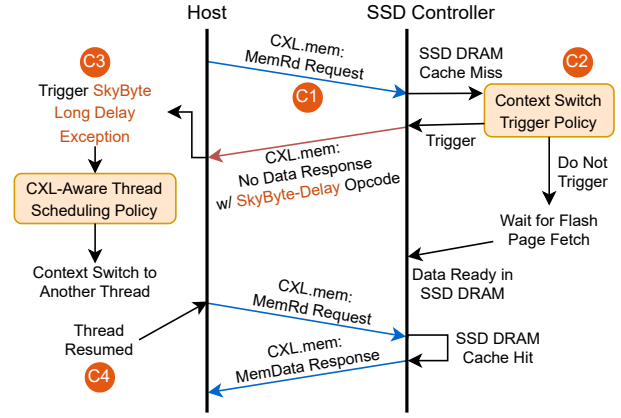 Host
SSD Controller
C3
Trigger SkyByte
Long Delay
Exception
CXL-Aware Thread
Scheduling Policy
Context Switch to
Another Thread
Thread
Resumed
C4
CXL.mem:
MemRd Request
C1
CXL.mem:
No Data Response
w/ SkyByte-Delay Opcode
CXL.mem:
MemRd Request
CXL.mem:
MemData Response
SSD DRAM
Cache Miss
C2
Context Switch
Trigger Policy
Trigger
Do Not
Trigger
Wait for Flash
Page Fetch
Data Ready in
SSD DRAM
SSD DRAM
Cache Hit